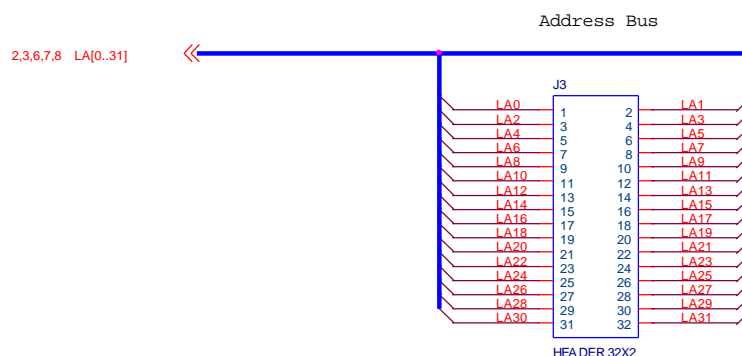 Address Bus
2,3,6,7,8 LA[0..31]
J3
LA0 1 2 LA1
LA2 3 4 LA3
LA4 5 6 LA5
LA6 7 8 LA7
LA8 9 10 LA9
LA10 11 12 LA11
LA12 13 14 LA13
LA14 15 16 LA15
LA16 17 18 LA17
LA18 19 20 LA19
LA20 21 22 LA21
LA22 23 24 LA23
LA24 25 26 LA25
LA26 27 28 LA27
LA28 29 30 LA29
LA30 31 32 LA31
HEADER 32X2